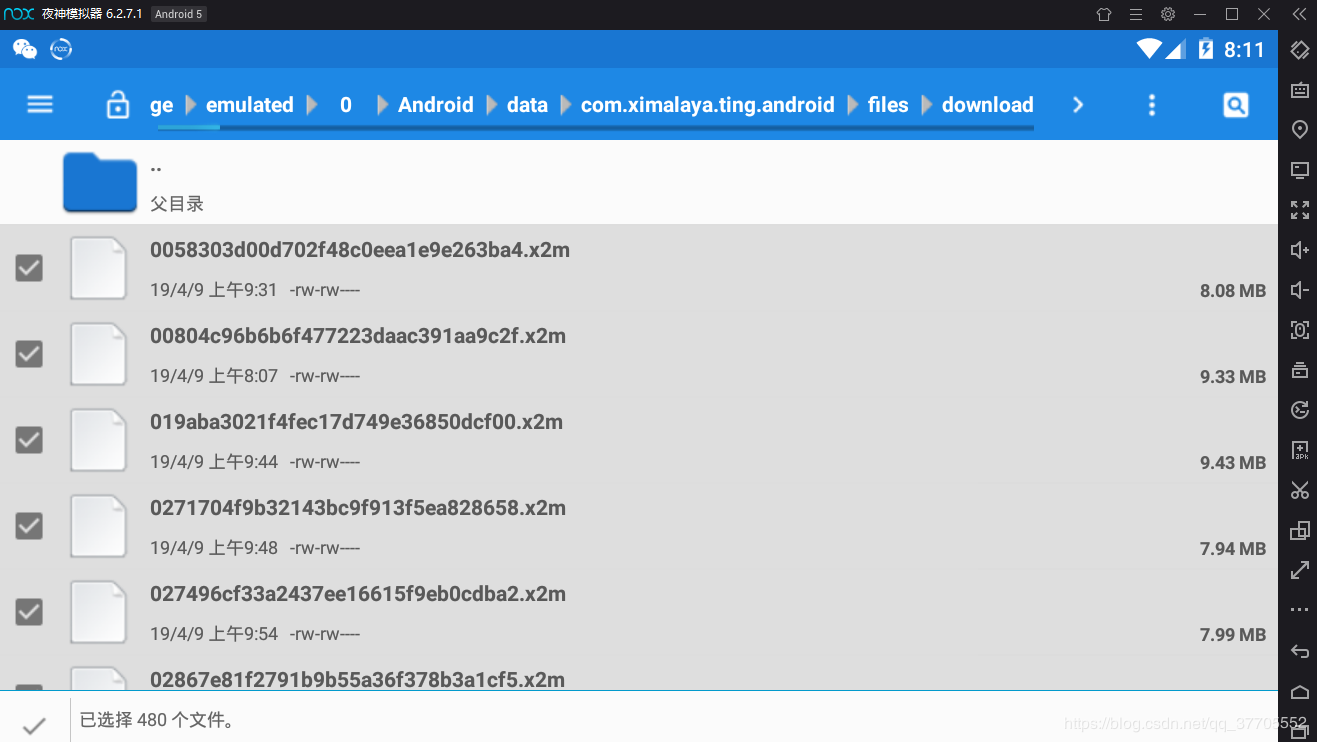 nox 夜神模拟器 6.2.7.1 Android 5
nox 8:11
ge emulated 0 Android data com.ximalaya.ting.android files download
..
父目录
0058303d00d702f48c0eea1e9e263ba4.x2m
19/4/9 上午9:31 -rw-rw----
8.08 MB
00804c96b6b6f477223daac391aa9c2f.x2m
19/4/9 上午8:07 -rw-rw----
9.33 MB
019aba3021f4fec17d749e36850dcf00.x2m
19/4/9 上午9:44 -rw-rw----
9.43 MB
0271704f9b32143bc9f913f5ea828658.x2m
19/4/9 上午9:48 -rw-rw----
7.94 MB
027496cf33a2437ee16615f9eb0cdba2.x2m
19/4/9 上午9:54 -rw-rw----
7.99 MB
02867e81f2791b9b55a36f378b3a1cf5.x2m
已选择 480 个文件。
https://blog.csdn.net/qq_37705552